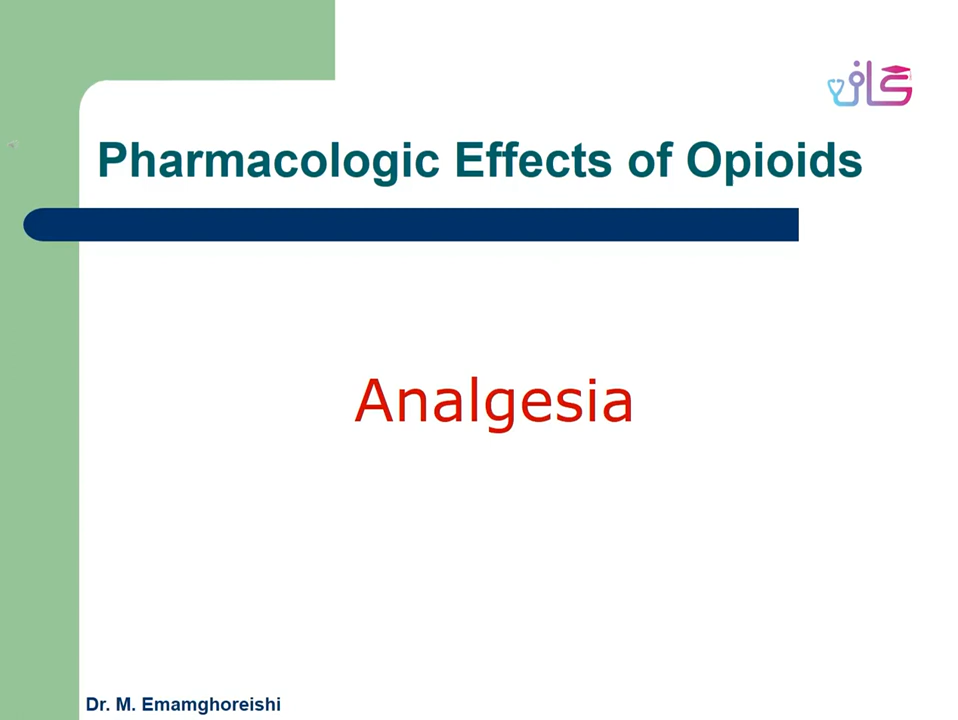 Pharmacologic Effects of Opioids
Analgesia
Dr. M. Emamghoreishi